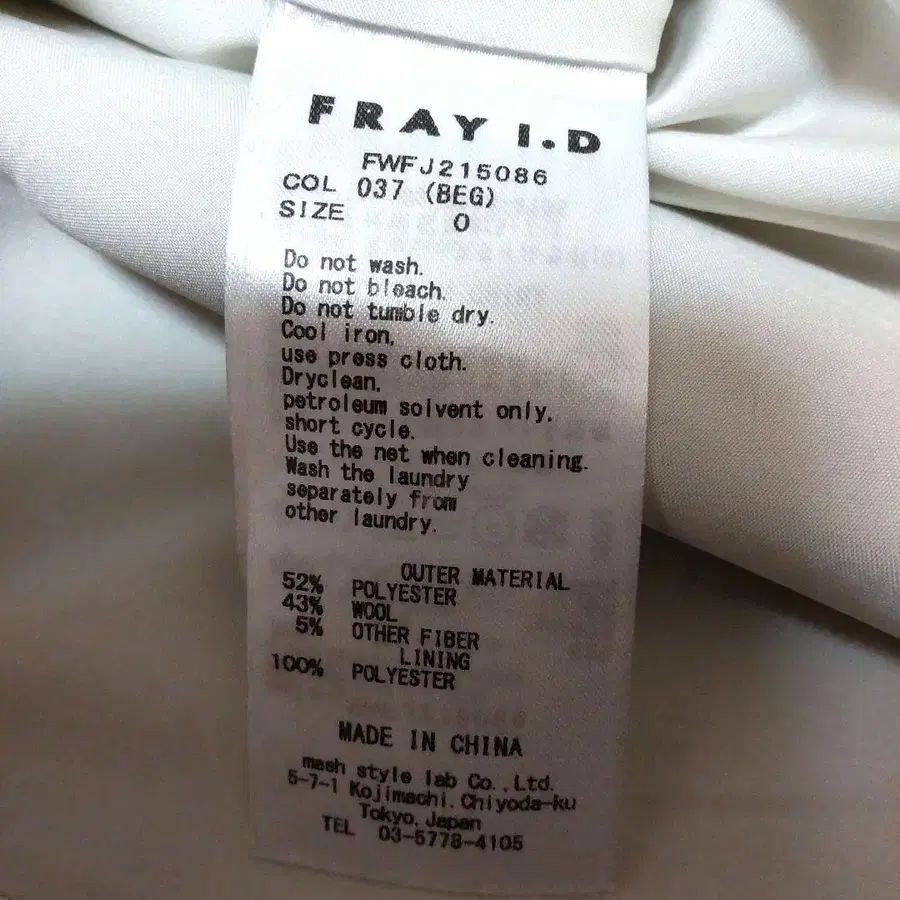 FRAY I.D
FWFJ215086
COL 037 (BEG)
SIZE 0
Do not wash.
Do not bleach.
Do not tumble dry.
Cool iron.
use press cloth.
Dryclean.
petroleum solvent only.
short cycle.
Use the net when cleaning.
Wash the laundry
separately from
other laundry.
OUTER MATERIAL
52% POLYESTER
43% WOOL
5% OTHER FIBER
LINING
100% POLYESTER
MADE IN CHINA
mash style lab Co.,Ltd.
5-7-1 Kojimachi.Chiyoda-ku
Tokyo.Japan
TEL 03-5778-4105